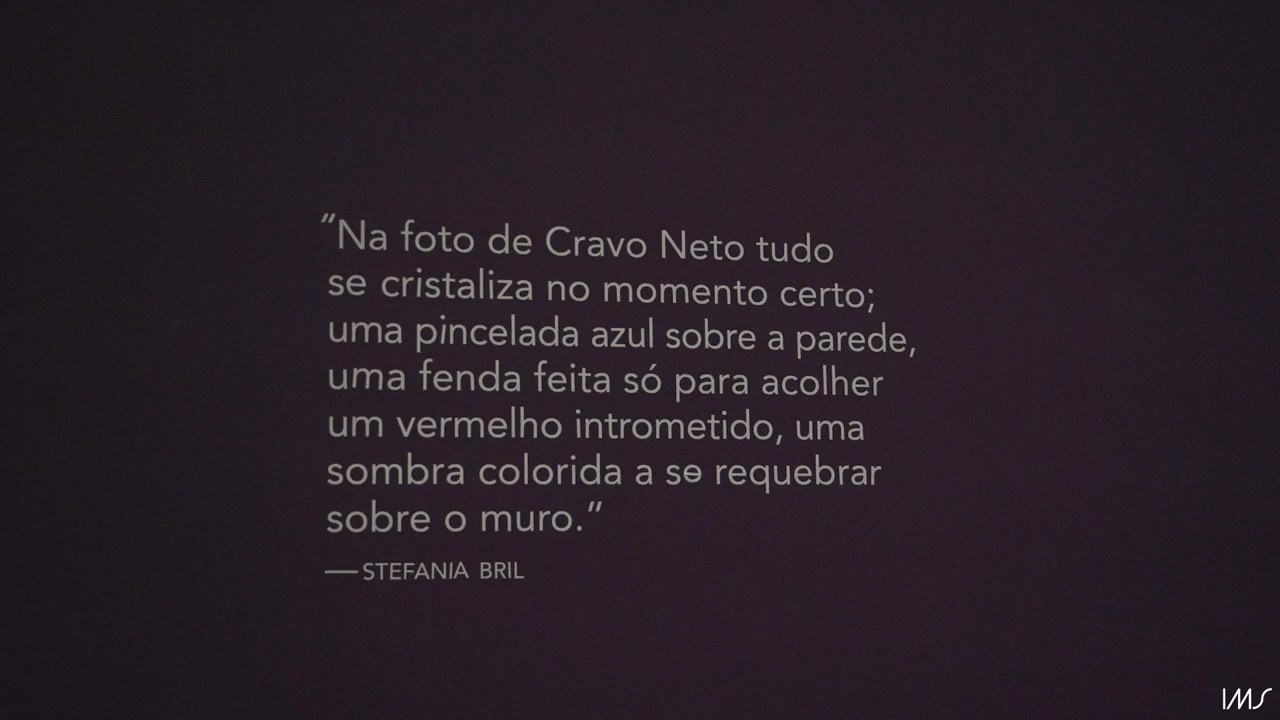 "Na foto de Cravo Neto tudo
se cristaliza no momento certo;
uma pincelada azul sobre a parede,
uma fenda feita só para acolher
um vermelho intrometido, uma
sombra colorida a se requebrar
sobre o muro."
—STEFANIA BRIL
IMS